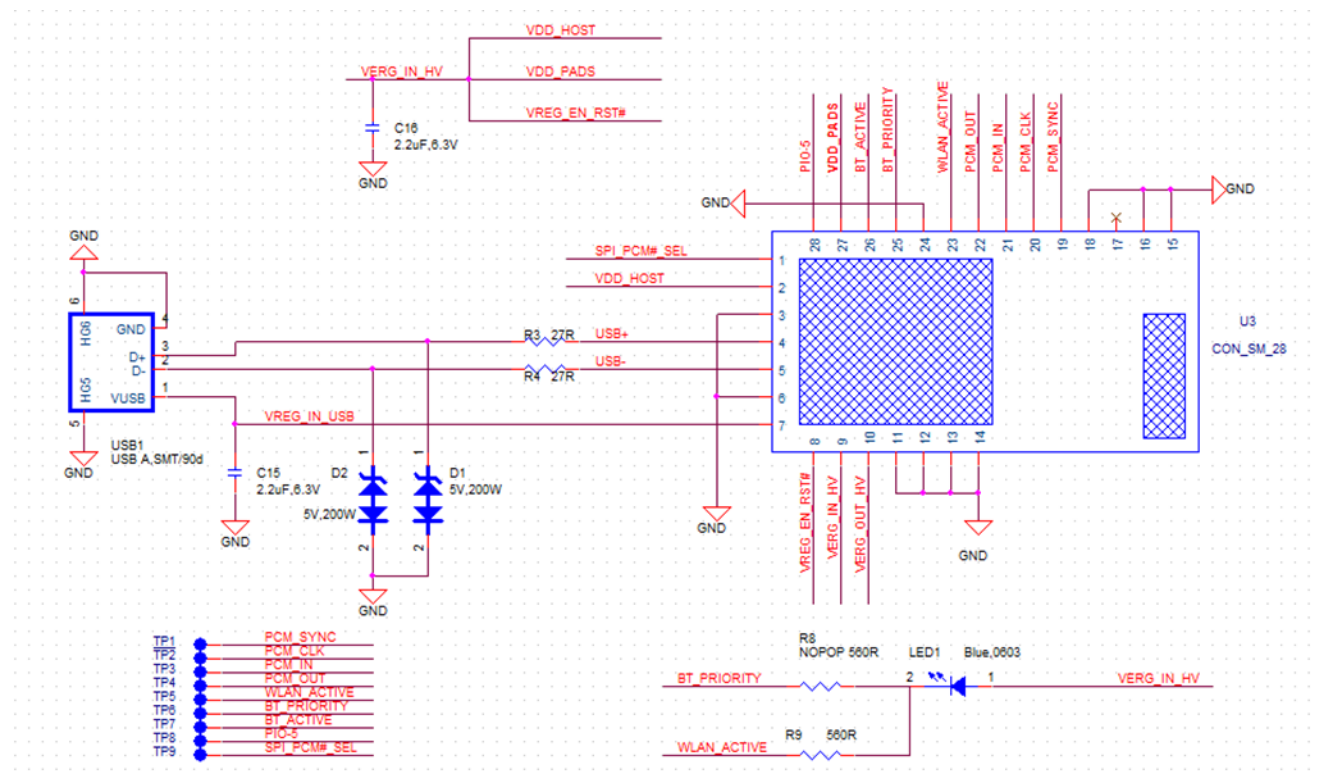 VDD_HOST
VERG_IN_HV
VDD_PADS
VREG_EN_RST#
C16
2.2uF,6.3V
GND
PIO-5
VDD_PADS
BT_ACTIVE
BT_PRIORITY
WLAN_ACTIVE
PCM_OUT
PCM_IN
PCM_CLK
PCM_SYNC
GND
GND
28 27 26 25 24 23 22 21 20 19 18 17 16 15
SPI_PCM#_SEL
1
VDD_HOST
2
3
USB+
4
USB-
5
6
7
U3
CON_SM_28
GND
6
HG6
GND
4
D+
3
D-
2
HG5
VUSB
1
5
GND
USB1
USB A,SMT/90d
R3 27R
R4 27R
VREG_IN_USB
C15
2.2uF,6.3V
GND
D2
1
5V,200W
2
D1
1
5V,200W
2
GND
GND
8 9 10 11 12 13 14
VREG_EN_RST#
VERG_IN_HV
VERG_OUT_HV
GND
TP1 PCM_SYNC
TP2 PCM_CLK
TP3 PCM_IN
TP4 PCM_OUT
TP5 WLAN_ACTIVE
TP6 BT_PRIORITY
TP7 BT_ACTIVE
TP8 PIO-5
TP9 SPI_PCM#_SEL
R8
NOPOP 560R
LED1
Blue,0603
BT_PRIORITY
2
1
VERG_IN_HV
R9 560R
WLAN_ACTIVE